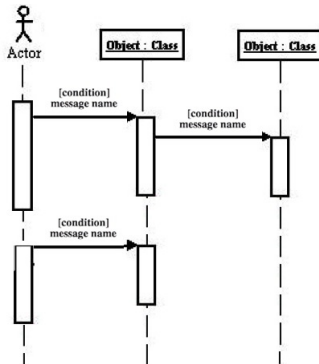 Actor
Object : Class
Object : Class
[condition]
message name
[condition]
message name
[condition]
message name